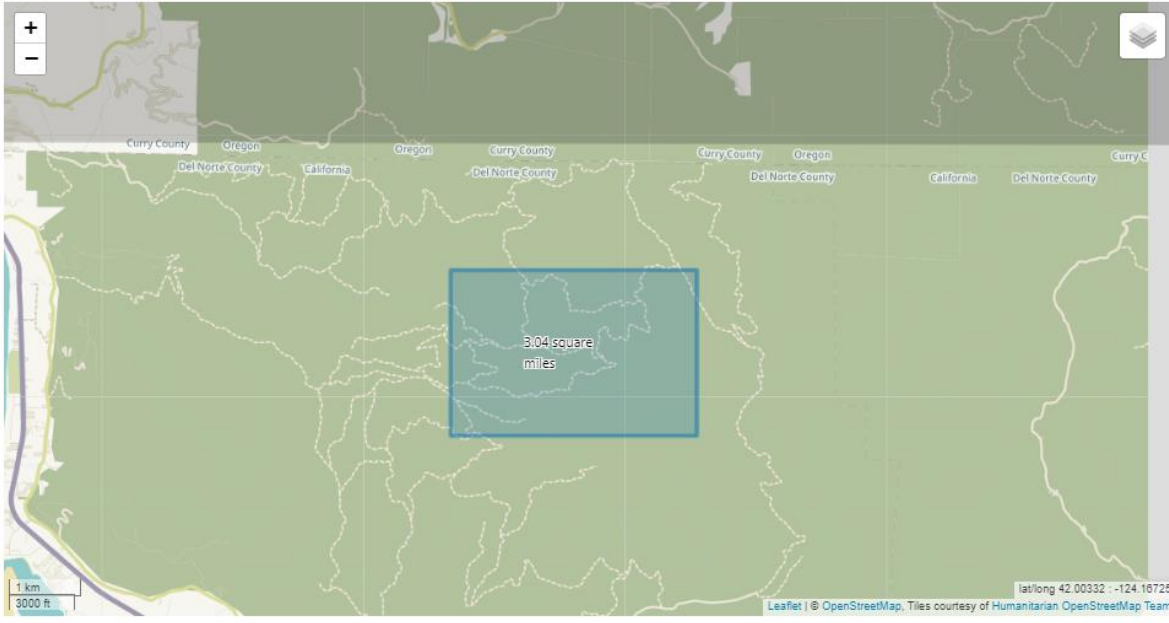 +
−
Curry County Oregon Oregon Curry County Curry County Oregon Curry C
Del Norte County California Del Norte County Del Norte County California Del Norte County
3.04 square
miles
1 km
3000 ft
lat/long 42.00332 : -124.16725
Leaflet | © OpenStreetMap, Tiles courtesy of Humanitarian OpenStreetMap Team